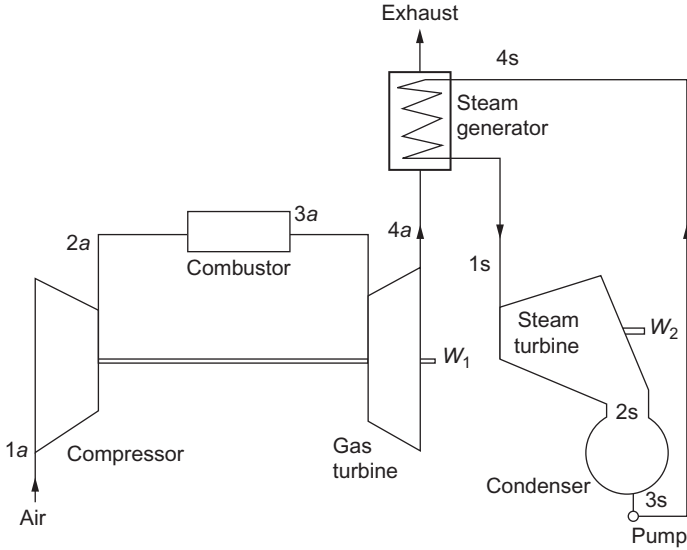 Exhaust
4s
Steam
generator
3a
2a
4a
Combustor
1s
Steam
turbine
W2
W1
2s
1a
Compressor
Gas
turbine
Condenser
3s
Air
Pump